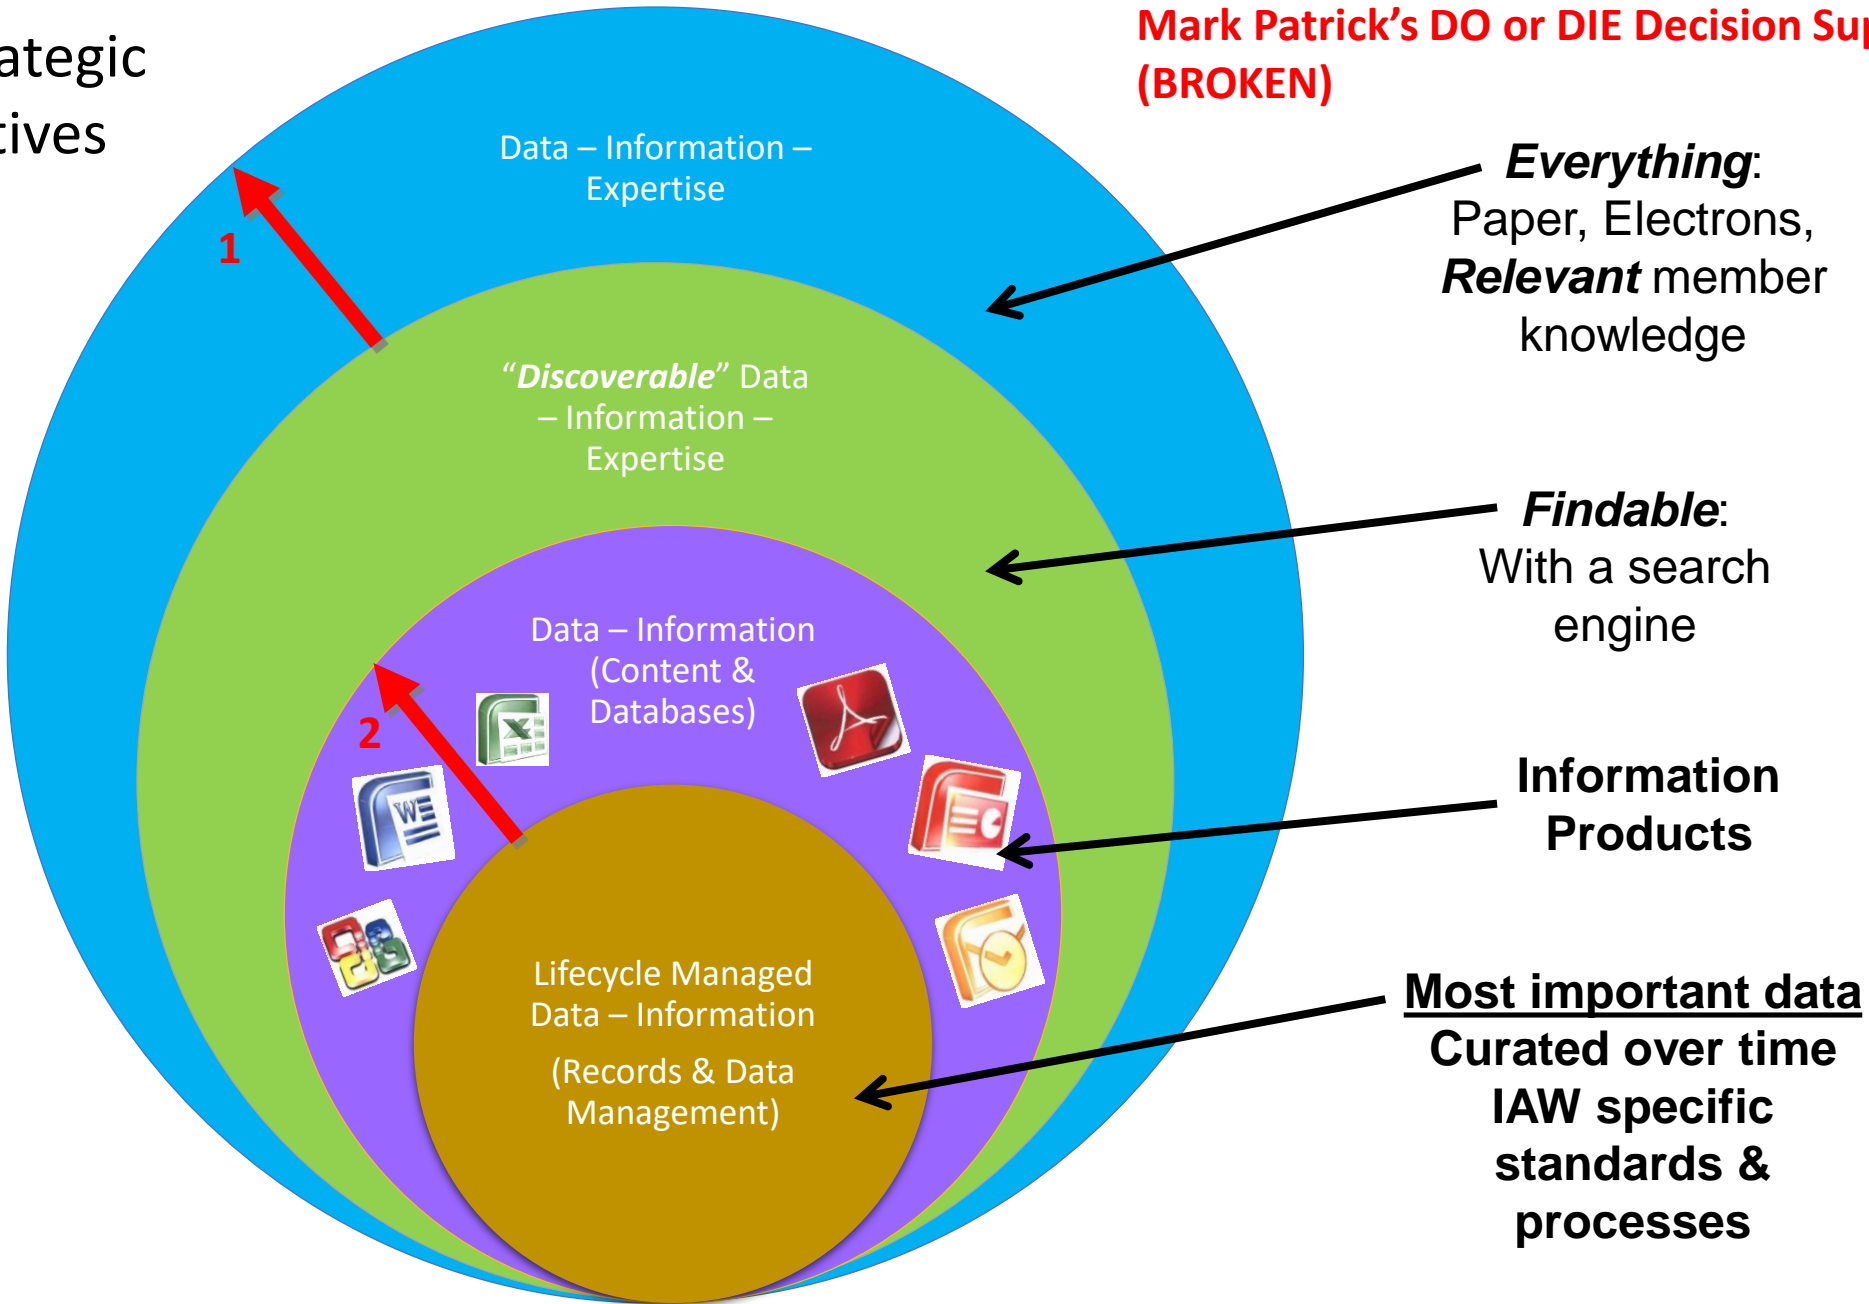 ategic
tives
Mark Patrick’s DO or DIE Decision Su
(BROKEN)
Data – Information –
Expertise
1
“Discoverable” Data
– Information –
Expertise
Data – Information
(Content &
Databases)
2
Lifecycle Managed
Data – Information
(Records & Data
Management)
Everything:
Paper, Electrons,
Relevant member
knowledge
Findable:
With a search
engine
Information
Products
Most important data
Curated over time
IAW specific
standards &
processes